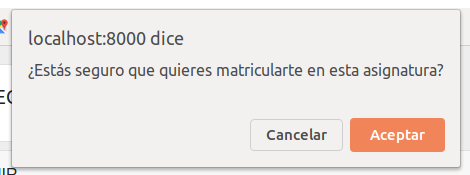 localhost:8000 dice
¿Estás seguro que quieres matricularte en esta asignatura?
Cancelar
Aceptar